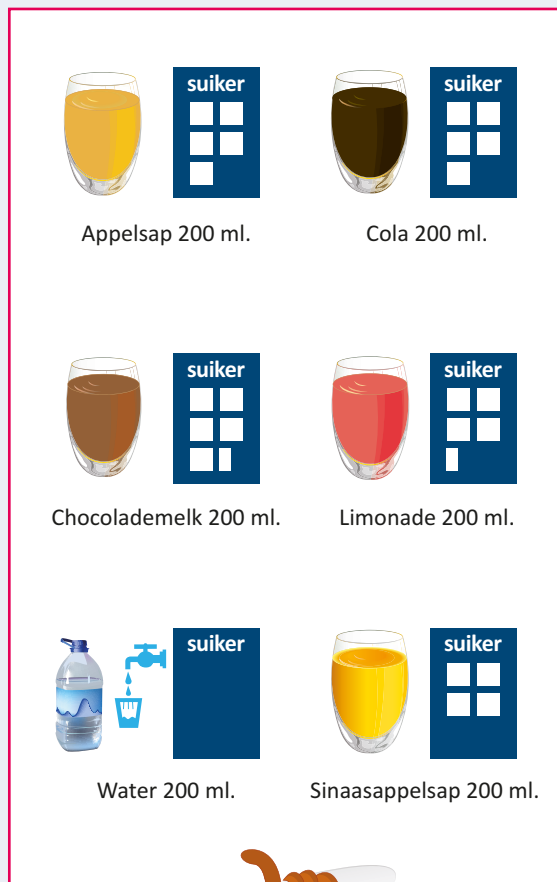 suiker
suiker
Appelsap 200 ml.
Cola 200 ml.
suiker
suiker
Chocolademelk 200 ml.
Limonade 200 ml.
suiker
suiker
Water 200 ml.
Sinaasappelsap 200 ml.